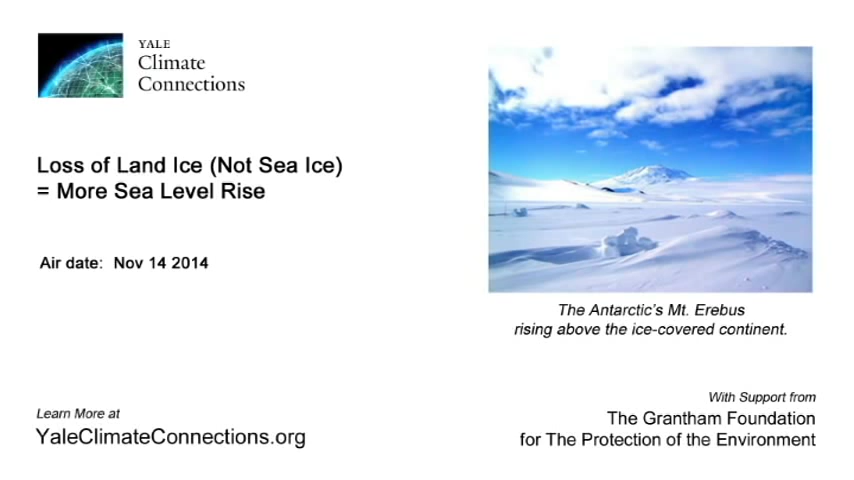 YALE
Climate
Connections
Loss of Land Ice (Not Sea Ice)
= More Sea Level Rise
Air date: Nov 14 2014
The Antarctic's Mt. Erebus
rising above the ice-covered continent.
Learn More at
YaleClimateConnections.org
With Support from
The Grantham Foundation
for The Protection of the Environment